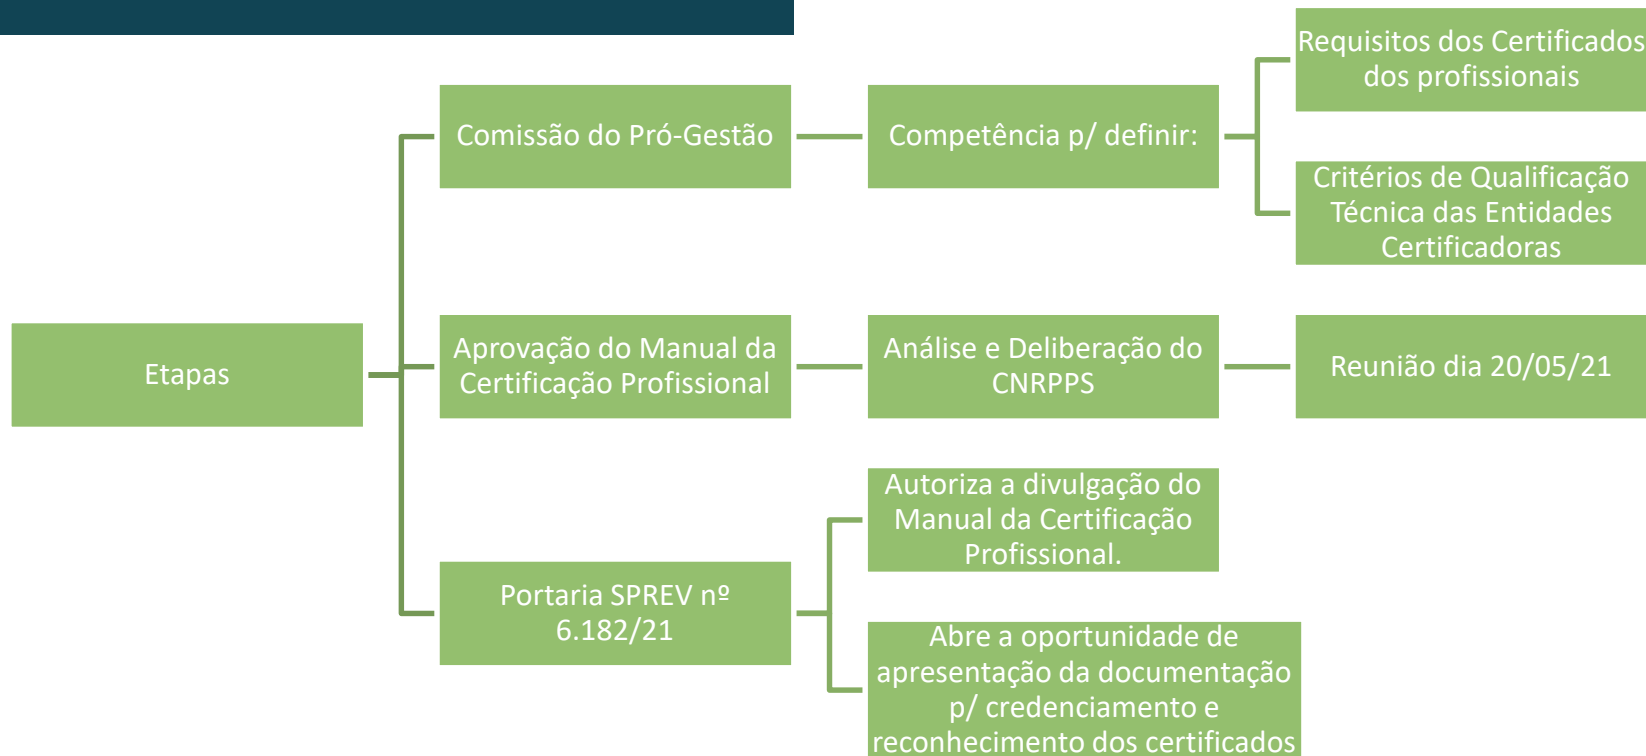 Etapas
Comissão do Pró-Gestão
Competência p/ definir:
Requisitos dos Certificados
dos profissionais
Critérios de Qualificação
Técnica das Entidades
Certificadoras
Aprovação do Manual da
Certificação Profissional
Análise e Deliberação do
CNRPPS
Reunião dia 20/05/21
Portaria SPREV nº
6.182/21
Autoriza a divulgação do
Manual da Certificação
Profissional.
Abre a oportunidade de
apresentação da documentação
p/ credenciamento e
reconhecimento dos certificados